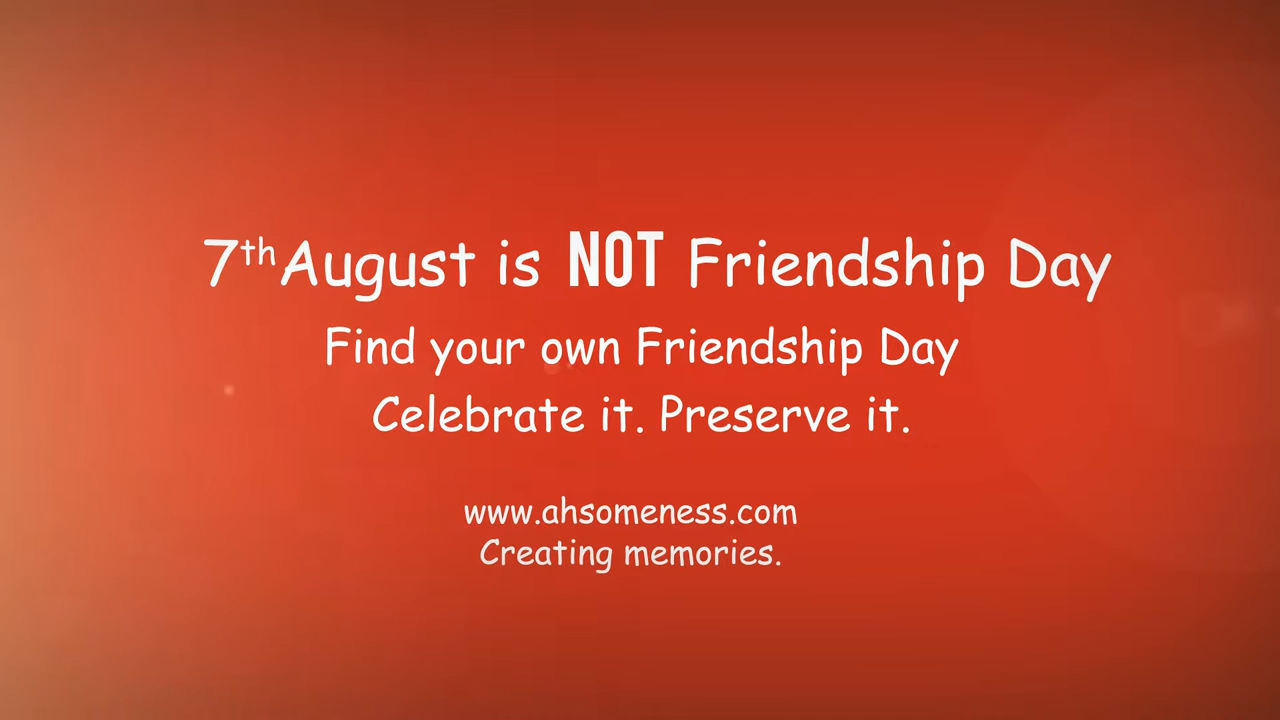 7th August is NOT Friendship Day
Find your own Friendship Day
Celebrate it. Preserve it.
www.ahsomeness.com
Creating memories.